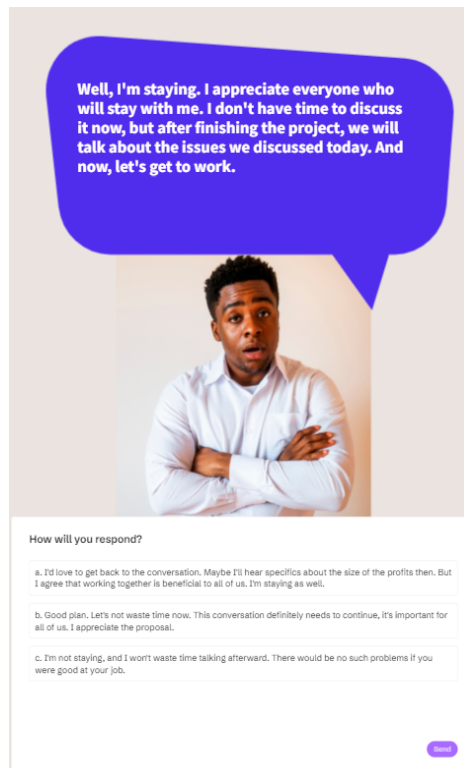 Well, I'm staying. I appreciate everyone who
will stay with me. I don't have time to discuss
it now, but after finishing the project, we will
talk about the issues we discussed today. And
now, let's get to work.
How will you respond?
a. I'd love to get back to the conversation. Maybe I'll hear specifics about the size of the profits then. But
I agree that working together is beneficial to all of us. I'm staying as well.
b. Good plan. Let's not waste time now. This conversation definitely needs to continue, it's important for
all of us. I appreciate the proposal.
c. I'm not staying, and I won't waste time talking afterward. There would be no such problems if you
were good at your job.
Send